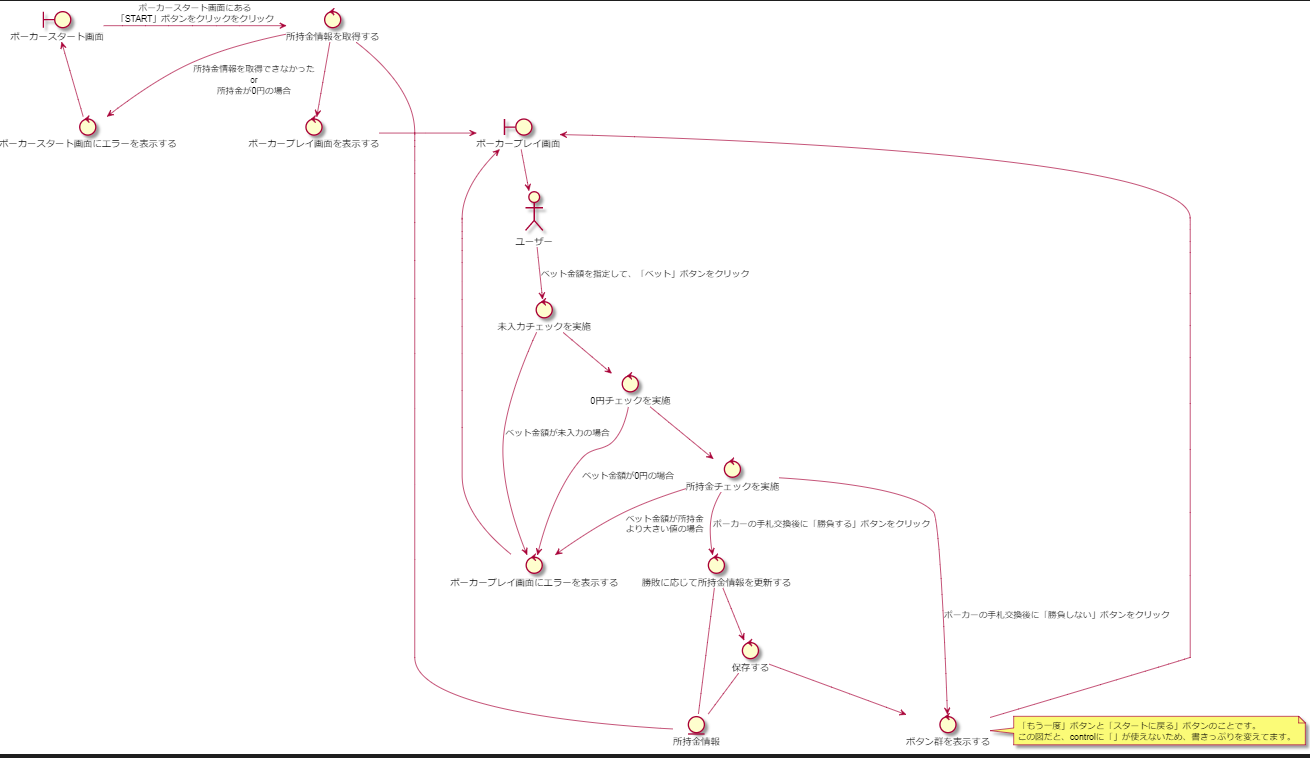 ポーカースタート画面にある
「START」ボタンをクリックをクリック
ポーカースタート画面
所持金情報を取得する
所持金情報を取得できなかった
or
所持金が0円の場合
ポーカースタート画面にエラーを表示する
ポーカープレイ画面を表示する
ポーカープレイ画面
ユーザー
ベット金額を指定して、「ベット」ボタンをクリック
未入力チェックを実施
0円チェックを実施
ベット金額が未入力の場合
ベット金額が0円の場合
所持金チェックを実施
ベット金額が所持金
より大きい値の場合
ポーカーの手札交換後に「勝負する」ボタンをクリック
ポーカープレイ画面にエラーを表示する
勝敗に応じて所持金情報を更新する
ポーカーの手札交換後に「勝負しない」ボタンをクリック
保存する
所持金情報
ボタン群を表示する
「もう一度」ボタンと「スタートに戻る」ボタンのことです。
この図だと、controlに「」が使えないため、書きっぷりを変えてます。